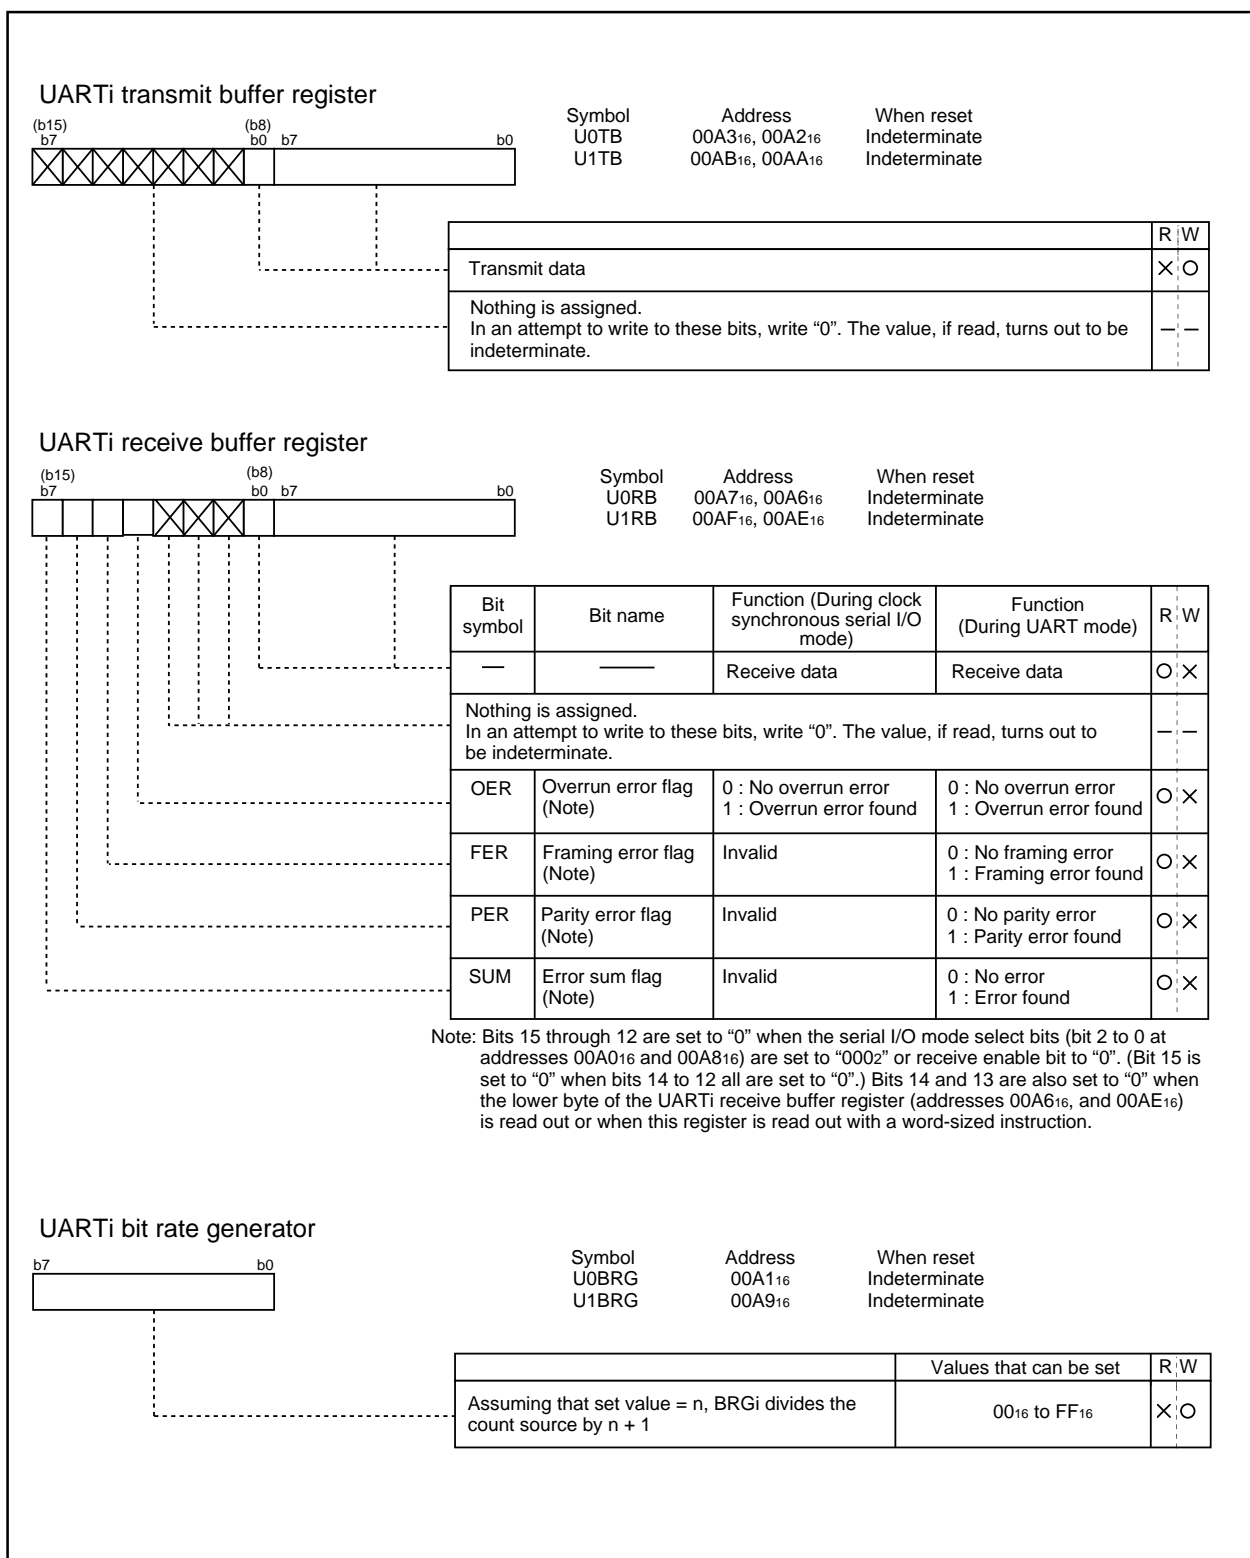 UARTi transmit buffer register
(b15) (b8)
b7 b0 b7 b0
Symbol Address When reset
U0TB 00A316, 00A216 Indeterminate
U1TB 00AB16, 00AA16 Indeterminate
R W
Transmit data X O
Nothing is assigned.
In an attempt to write to these bits, write “0”. The value, if read, turns out to be — —
indeterminate.
UARTi receive buffer register
(b15) (b8)
b7 b0 b7 b0
Symbol Address When reset
U0RB 00A716, 00A616 Indeterminate
U1RB 00AF16, 00AE16 Indeterminate
Bit symbol Bit name Function (During clock synchronous serial I/O mode) Function (During UART mode) R W
— — Receive data Receive data O X
Nothing is assigned.
In an attempt to write to these bits, write “0”. The value, if read, turns out to — —
be indeterminate.
OER Overrun error flag 0 : No overrun error 0 : No overrun error O X
(Note) 1 : Overrun error found 1 : Overrun error found
FER Framing error flag Invalid 0 : No framing error O X
(Note) 1 : Framing error found
PER Parity error flag Invalid 0 : No parity error O X
(Note) 1 : Parity error found
SUM Error sum flag Invalid 0 : No error O X
(Note) 1 : Error found
Note: Bits 15 through 12 are set to “0” when the serial I/O mode select bits (bit 2 to 0 at
addresses 00A016 and 00A816) are set to “0002” or receive enable bit to “0”. (Bit 15 is
set to “0” when bits 14 to 12 all are set to “0”.) Bits 14 and 13 are also set to “0” when
the lower byte of the UARTi receive buffer register (addresses 00A616, and 00AE16)
is read out or when this register is read out with a word-sized instruction.
UARTi bit rate generator
b7 b0
Symbol Address When reset
U0BRG 00A116 Indeterminate
U1BRG 00A916 Indeterminate
Values that can be set R W
Assuming that set value = n, BRGi divides the 0016 to FF16 X O
count source by n + 1